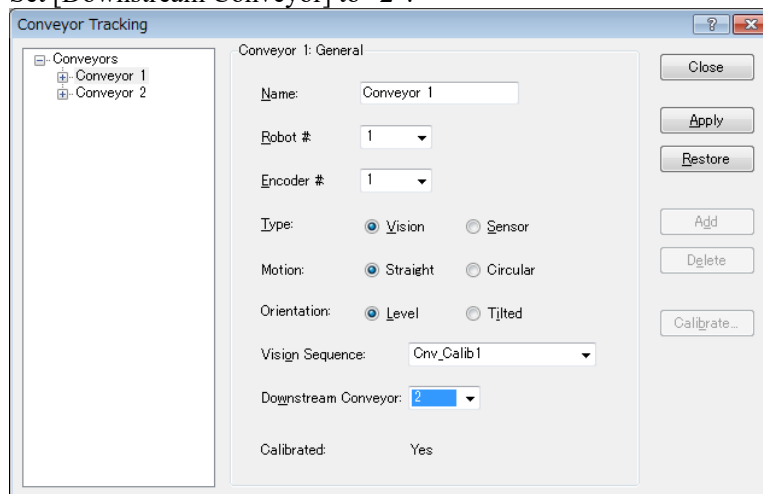 Set [Downstream Conveyor] to "2".
Conveyor Tracking
Conveyors
Conveyor 1
Conveyor 2
Conveyor 1: General
Name: Conveyor 1
Robot # 1
Encoder # 1
Type: Vision Sensor
Motion: Straight Circular
Orientation: Level Tilted
Vision Sequence: Cnv_Calib1
Downstream Conveyor: 2
Calibrated: Yes
Close
Apply
Restore
Add
Delete
Calibrate...